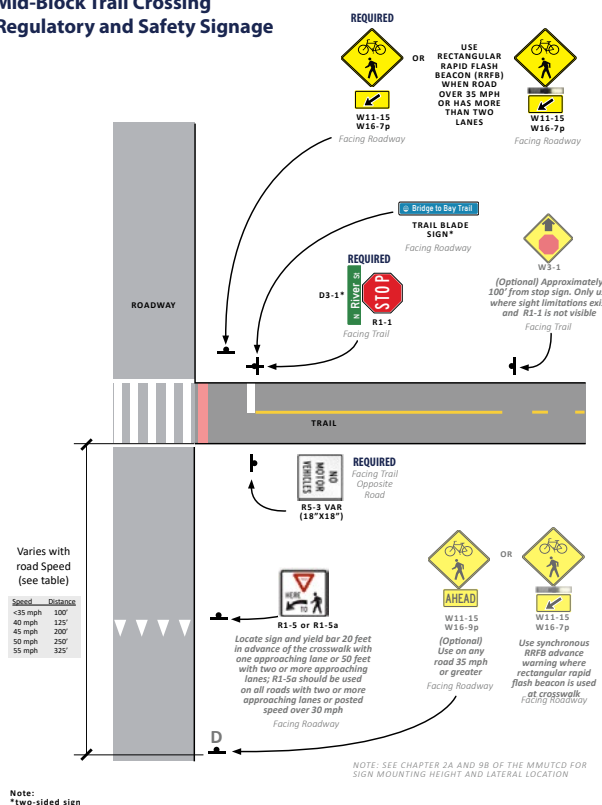 Mid-Block Trail Crossing
Regulatory and Safety Signage
REQUIRED
OR
USE
RECTANGULAR
RAPID FLASH
BEACON (RRFB)
WHEN ROAD
OVER 35 MPH
OR HAS MORE
THAN TWO
LANES
W11-15
W16-7p
Facing Roadway
W11-15
W16-7p
Facing Roadway
Bridge to Bay Trail
TRAIL BLADE
SIGN*
Facing Roadway
W3-1
(Optional) Approximately
100' from stop sign. Only u
where sight limitations exi
and R1-1 is not visible
Facing Trail
REQUIRED
D3-1*
N River St
STOP
R1-1
Facing Trail
ROADWAY
TRAIL
NO
MOTOR
VEHICLES
R5-3 VAR
(18"X18")
REQUIRED
Facing Trail
Opposite
Road
Varies with
road Speed
(see table)
Speed Distance
<35 mph 100'
40 mph 125'
45 mph 200'
50 mph 250'
55 mph 325'
HERE
TO
R1-5 or R1-5a
Locate sign and yield bar 20 feet
in advance of the crosswalk with
one approaching lane or 50 feet
with two or more approaching
lanes; R1-5a should be used
on all roads with two or more
approaching lanes or posted
speed over 30 mph
Facing Roadway
AHEAD
W11-15
W16-9p
(Optional)
Use on any
road 35 mph
or greater
Facing Roadway
OR
W11-15
W16-7p
Use synchronous
RRFB advance
warning where
rectangular rapid
flash beacon is used
at crosswalk
Facing Roadway
D
NOTE: SEE CHAPTER 2A AND 9B OF THE MMUTCD FOR
SIGN MOUNTING HEIGHT AND LATERAL LOCATION
Note:
*two-sided sign